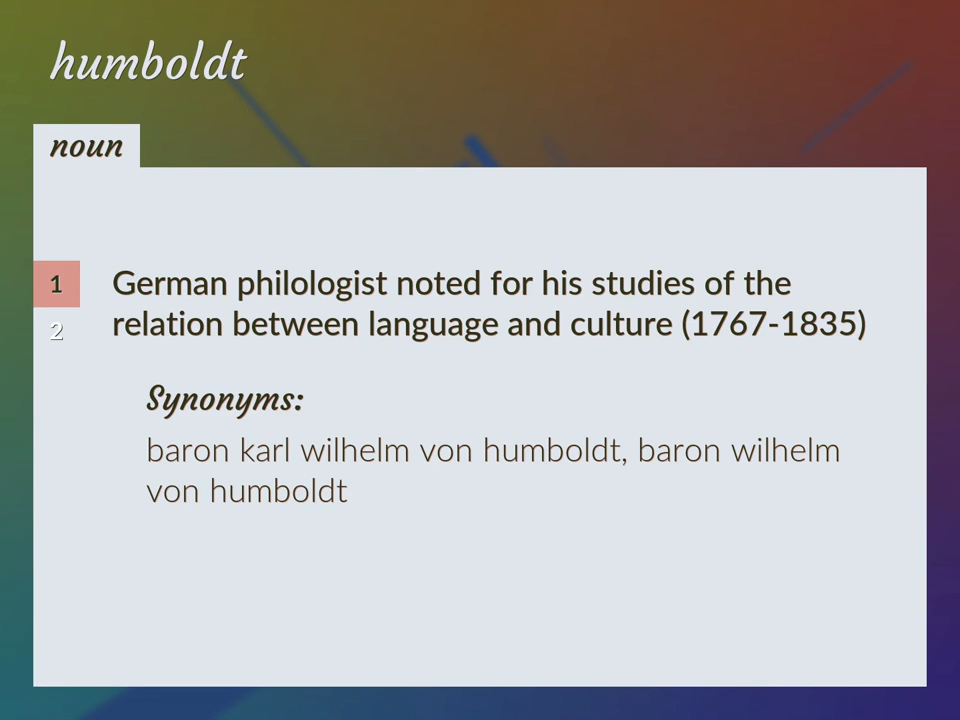 humboldt
noun
1
German philologist noted for his studies of the
2
relation between language and culture (1767-1835)
Synonyms:
baron karl wilhelm von humboldt, baron wilhelm
von humboldt